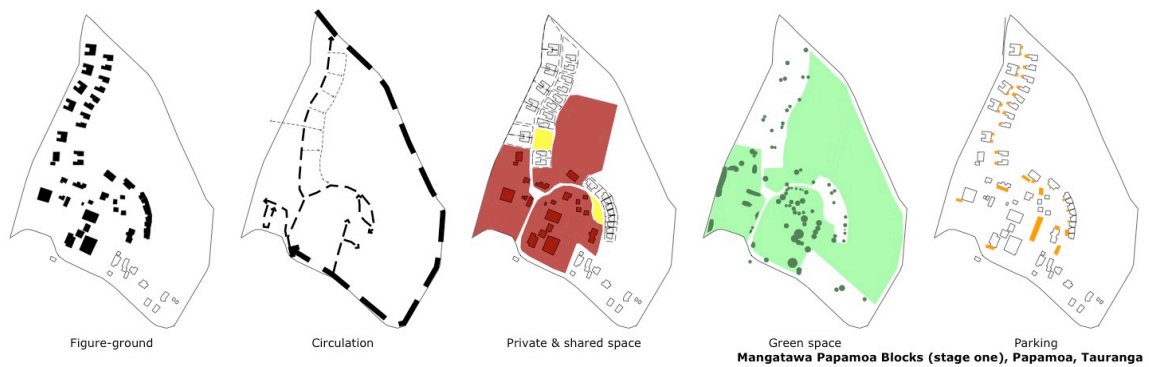 Figure-ground
Circulation
Private & shared space
Green space
Parking
Mangatawa Papamoa Blocks (stage one), Papamoa, Tauranga